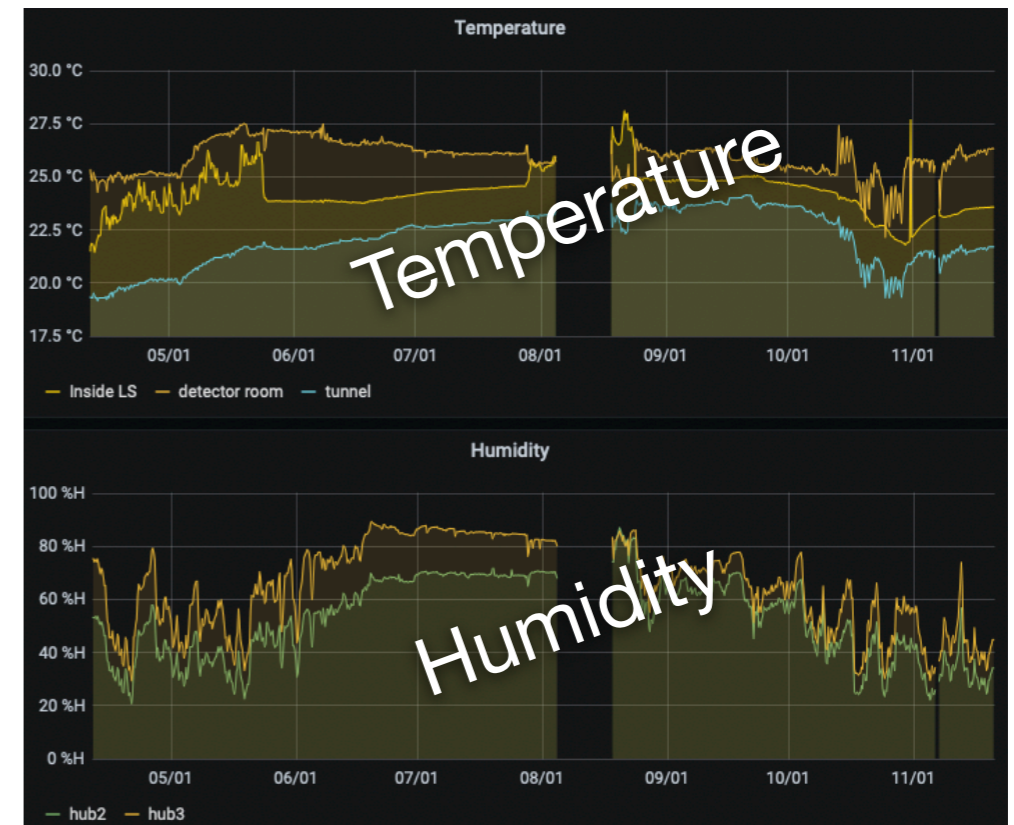 Temperature
30.0 °C
27.5 °C
25.0 °C
22.5 °C
20.0 °C
17.5 °C
Temperature
05/01 06/01 07/01 08/01 09/01 10/01 11/01
Inside LS detector room tunnel
Humidity
100 %H
80 %H
60 %H
40 %H
20 %H
0 %H
Humidity
05/01 06/01 07/01 08/01 09/01 10/01 11/01
hub2 hub3